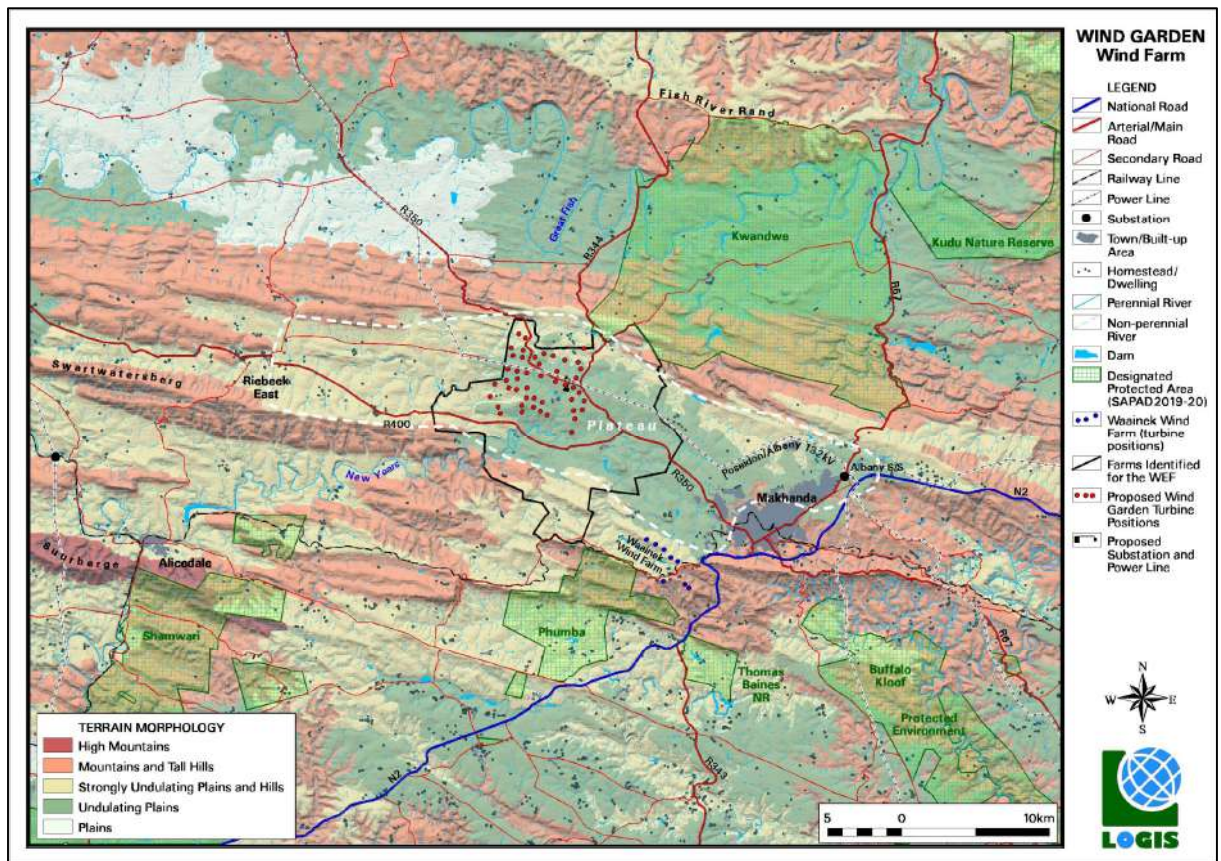 WIND GARDEN
Wind Farm
LEGEND
National Road
Arterial/Main
Road
Secondary Road
Railway Line
Power Line
Substation
Town/Built-up
Area
Homestead/
Dwelling
Perennial River
Non-perennial
River
Dam
Designated
Protected Area
(SAPAD2019-20)
Waainek Wind
Farm (turbine
positions)
Farms Identified
for the WEF
Proposed Wind
Garden Turbine
Positions
Proposed
Substation and
Power Line
N
W
E
S
LOGIS
Fish River Rand
Great Fish
R350
R344
Kwandwe
Kudu Nature Reserve
R67
Swartwatersberg
Riebeek
East
R400
Plateau
New Years
Poseidon/Albany 132kV
Albany S/S
R350
Makhanda
N2
Waainek
Wind Farm
Suurberge
Alicedale
Shamwari
Phumba
Thomas
Baines
NR
Buffalo
Kloof
Protected
Environment
R67
N2
R343
TERRAIN MORPHOLOGY
High Mountains
Mountains and Tall Hills
Strongly Undulating Plains and Hills
Undulating Plains
Plains
5
0
10km